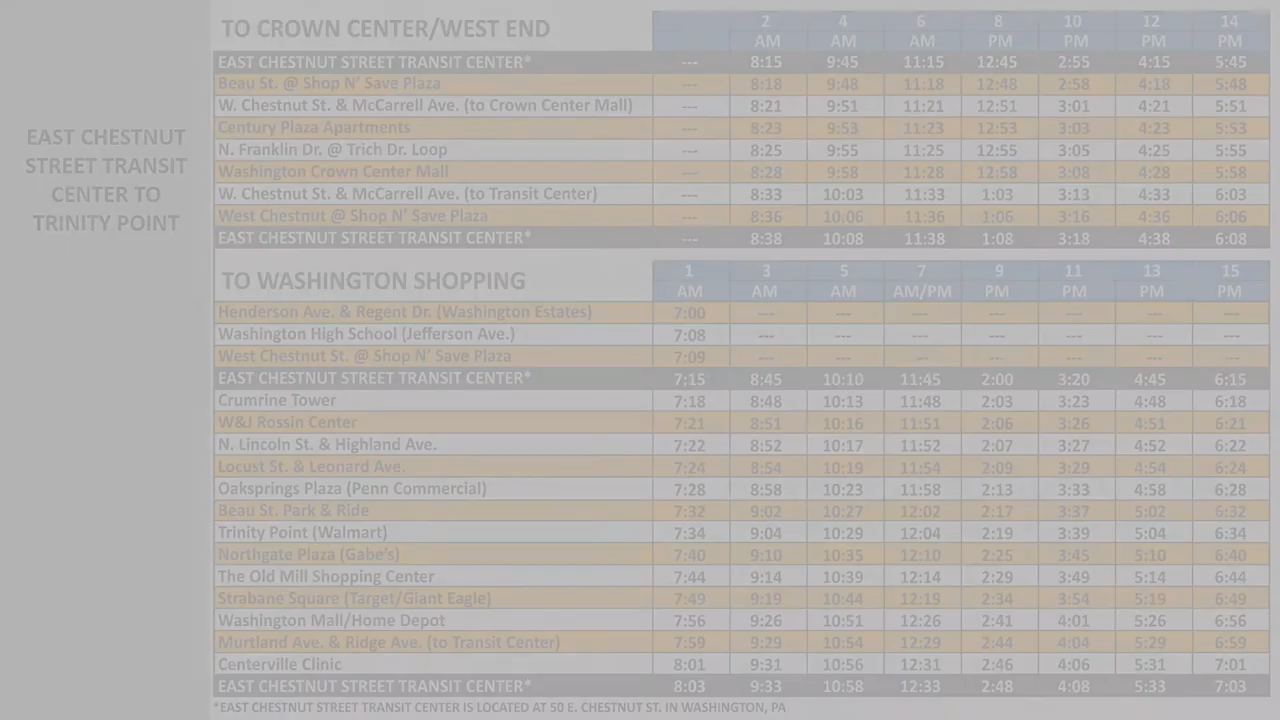 EAST CHESTNUT
STREET TRANSIT
CENTER TO
TRINITY POINT
TO CROWN CENTER/WEST END 2 4 6 8 10 12 14
AM AM AM PM PM PM PM
EAST CHESTNUT STREET TRANSIT CENTER* --- 8:15 9:45 11:15 12:45 2:55 4:15 5:45
Beau St. @ Shop N' Save Plaza --- 8:18 9:48 11:18 12:48 2:58 4:18 5:48
W. Chestnut St. & McCarrell Ave. (to Crown Center Mall) --- 8:21 9:51 11:21 12:51 3:01 4:21 5:51
Century Plaza Apartments --- 8:23 9:53 11:23 12:53 3:03 4:23 5:53
N. Franklin Dr. @ Trich Dr. Loop --- 8:25 9:55 11:25 12:55 3:05 4:25 5:55
Washington Crown Center Mall --- 8:28 9:58 11:28 12:58 3:08 4:28 5:58
W. Chestnut St. & McCarrell Ave. (to Transit Center) --- 8:33 10:03 11:33 1:03 3:13 4:33 6:03
West Chestnut @ Shop N' Save Plaza --- 8:36 10:06 11:36 1:06 3:16 4:36 6:06
EAST CHESTNUT STREET TRANSIT CENTER* --- 8:38 10:08 11:38 1:08 3:18 4:38 6:08
TO WASHINGTON SHOPPING 1 3 5 7 9 11 13 15
AM AM AM AM/PM PM PM PM PM
Henderson Ave. & Regent Dr. (Washington Estates) 7:00 --- --- --- --- --- --- ---
Washington High School (Jefferson Ave.) 7:08 --- --- --- --- --- --- ---
West Chestnut St. @ Shop N' Save Plaza 7:09 --- --- --- --- --- --- ---
EAST CHESTNUT STREET TRANSIT CENTER* 7:15 8:45 10:10 11:45 2:00 3:20 4:45 6:15
Crumrine Tower 7:18 8:48 10:13 11:48 2:03 3:23 4:48 6:18
W&J Rossin Center 7:21 8:51 10:16 11:51 2:06 3:26 4:51 6:21
N. Lincoln St. & Highland Ave. 7:22 8:52 10:17 11:52 2:07 3:27 4:52 6:22
Locust St. & Leonard Ave. 7:24 8:54 10:19 11:54 2:09 3:29 4:54 6:24
Oaksprings Plaza (Penn Commercial) 7:28 8:58 10:23 11:58 2:13 3:33 4:58 6:28
Beau St. Park & Ride 7:32 9:02 10:27 12:02 2:17 3:37 5:02 6:32
Trinity Point (Walmart) 7:34 9:04 10:29 12:04 2:19 3:39 5:04 6:34
Northgate Plaza (Gabe's) 7:40 9:10 10:35 12:10 2:25 3:45 5:10 6:40
The Old Mill Shopping Center 7:44 9:14 10:39 12:14 2:29 3:49 5:14 6:44
Strabane Square (Target/Giant Eagle) 7:49 9:19 10:44 12:19 2:34 3:54 5:19 6:49
Washington Mall/Home Depot 7:56 9:26 10:51 12:26 2:41 4:01 5:26 6:56
Murtland Ave. & Ridge Ave. (to Transit Center) 7:59 9:29 10:54 12:29 2:44 4:04 5:29 6:59
Centerville Clinic 8:01 9:31 10:56 12:31 2:46 4:06 5:31 7:01
EAST CHESTNUT STREET TRANSIT CENTER* 8:03 9:33 10:58 12:33 2:48 4:08 5:33 7:03
*EAST CHESTNUT STREET TRANSIT CENTER IS LOCATED AT 50 E. CHESTNUT ST. IN WASHINGTON, PA